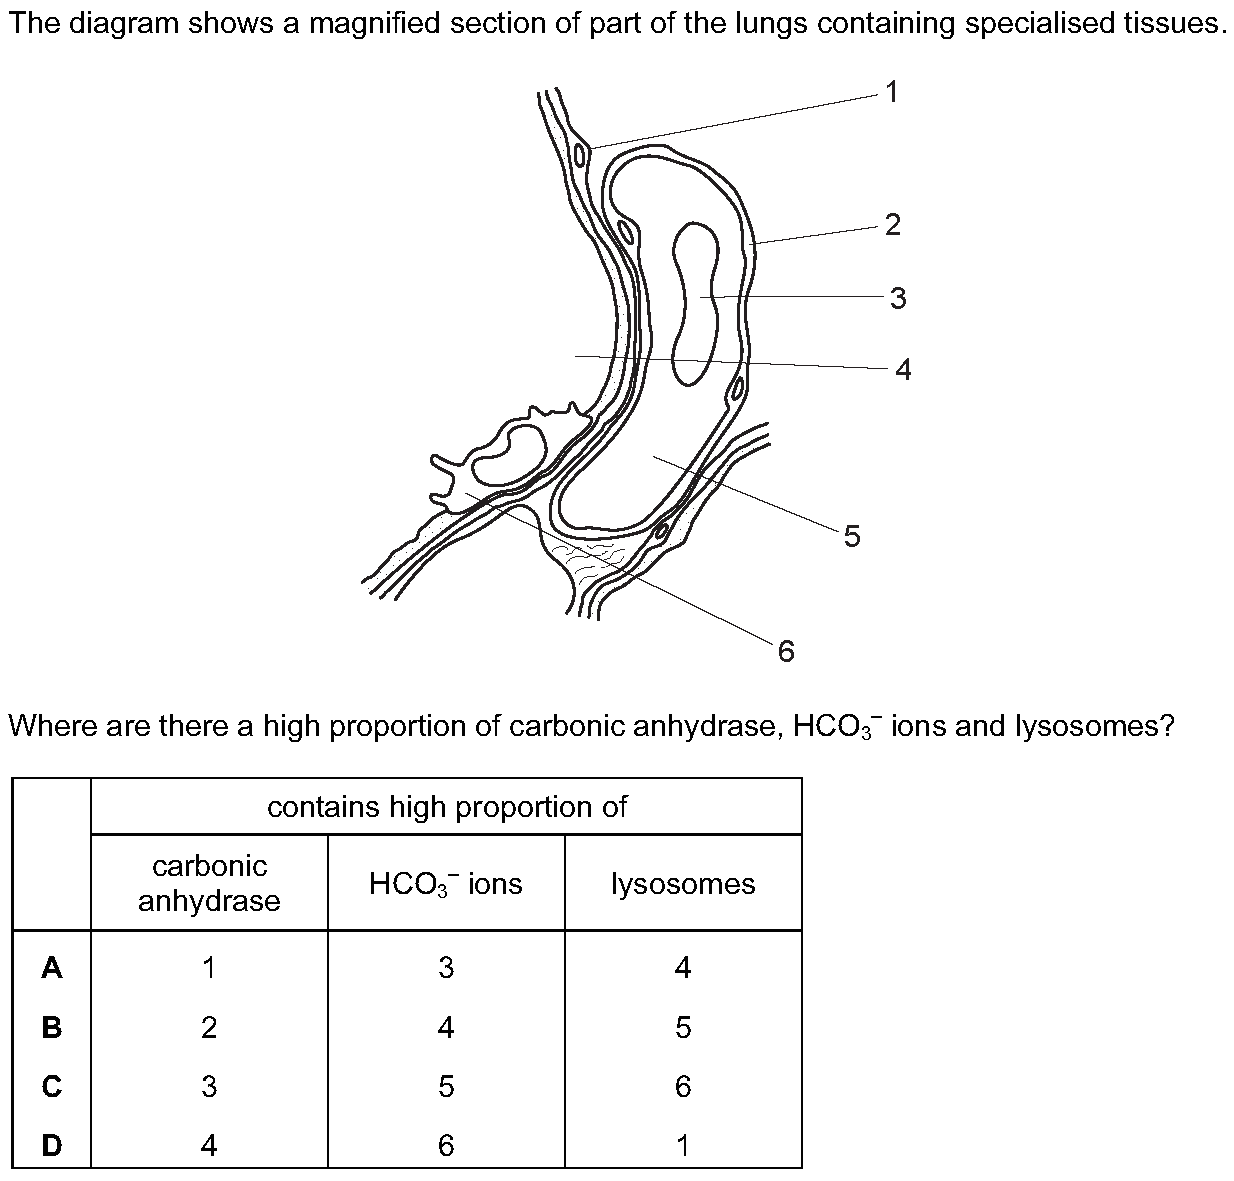 The diagram shows a magnified section of part of the lungs containing specialised tissues.
1
2
3
4
5
6
Where are there a high proportion of carbonic anhydrase, HCO₃⁻ ions and lysosomes?
contains high proportion of
carbonic anhydrase HCO₃⁻ ions lysosomes
A 1 3 4
B 2 4 5
C 3 5 6
D 4 6 1